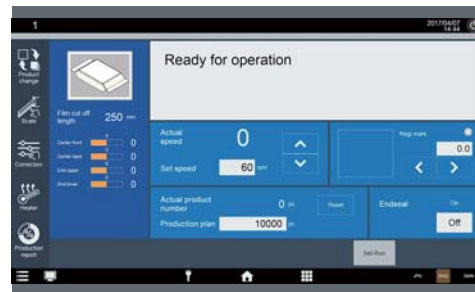 1
2017/04/07
14:44
Product
change
Ready for operation
Scale
Film cut off
length
250 mm
Correction
Center front
0
0
Center back
0
End upper
0
End lower
0
Heater
Production
report
Actual
speed
0
Set speed
60
Regi mark
0.0
Actual product
number
0
Reset
Production plan
10000
Endseal
On
Off
Set-Run